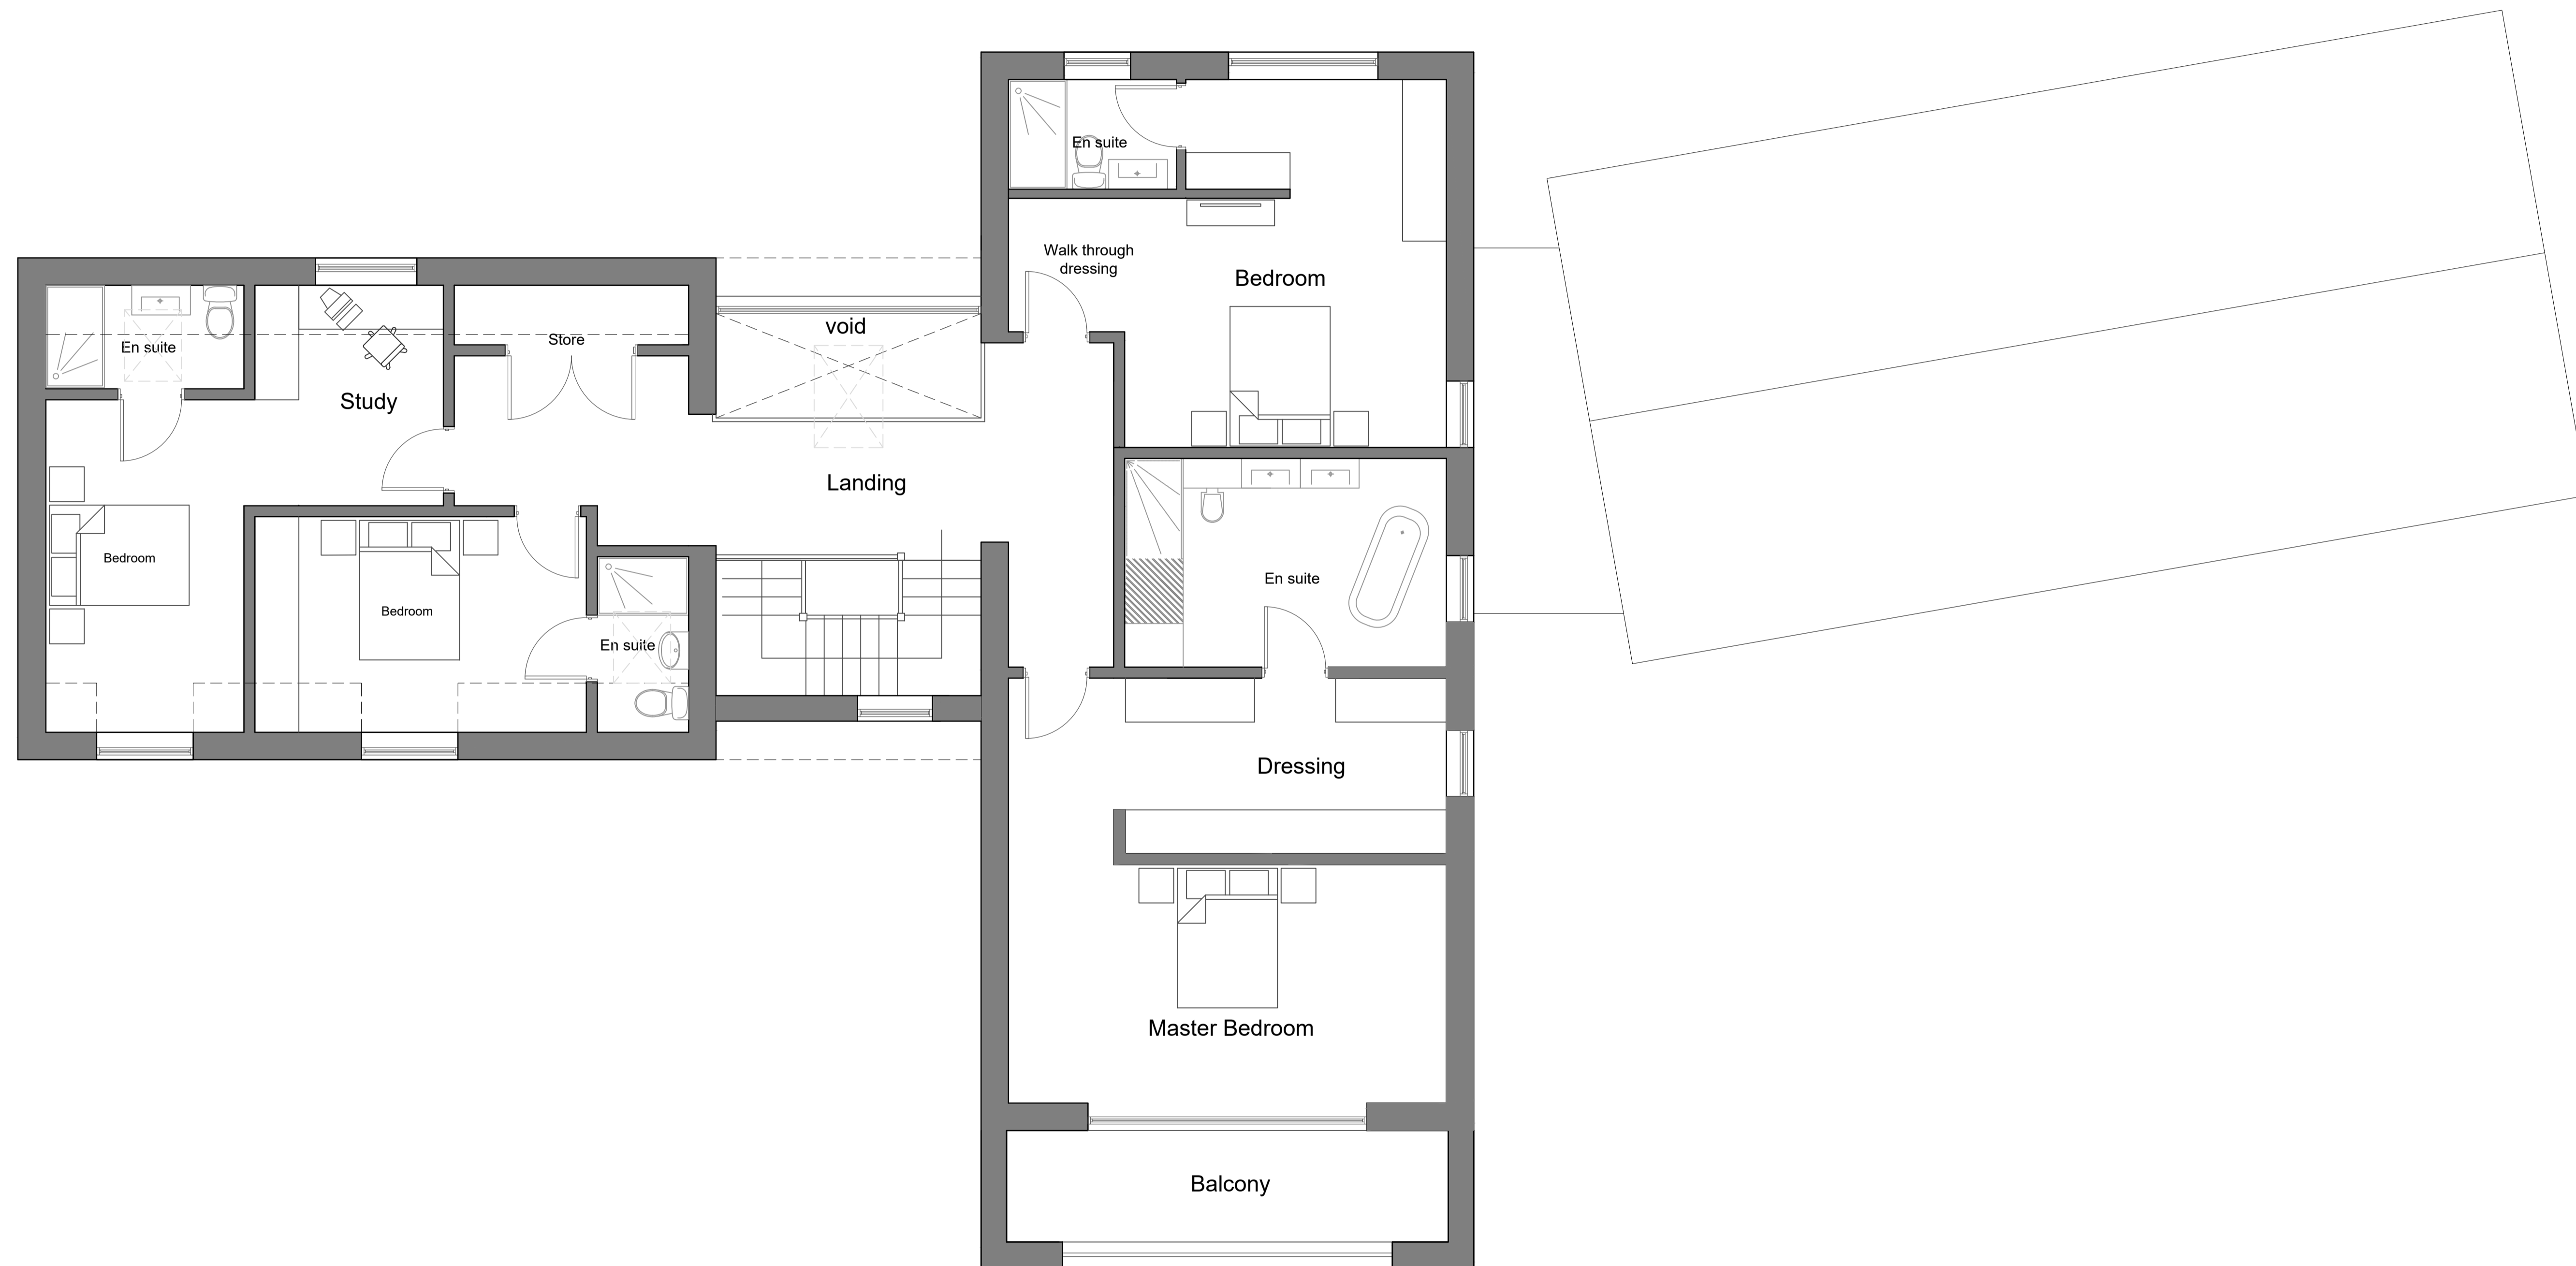 En suite
Walk through
dressing
Bedroom
void
Store
En suite
Study
Landing
Bedroom
En suite
Bedroom
En suite
Dressing
Master Bedroom
Balcony